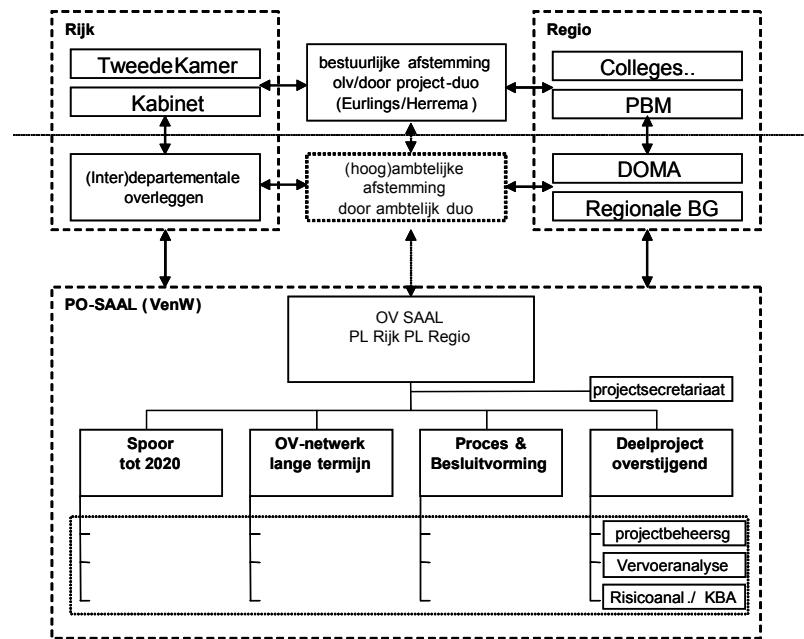 Rijk
TweedeKamer
Kabinet
(Inter)departementale
overleggen
bestuurlijke afstemming
olv/door project-duo
(Eurlings/Herrema )
(hoog)ambtelijke
afstemming
door ambtelijk duo
Regio
Colleges..
PBM
DOMA
Regionale BG
PO-SAAL (VenW)
OV SAAL
PL Rijk PL Regio
projectsecretariaat
Spoor
tot 2020
OV-netwerk
lange termijn
Proces &
Besluitvorming
Deelproject
overstijgend
projectbeheersg
Vervoeranalyse
Risicoanal./ KBA